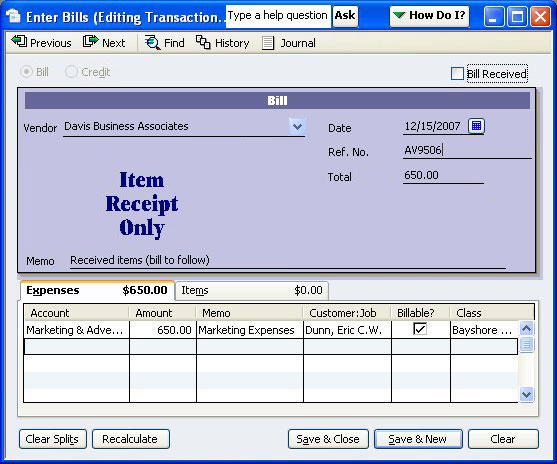 Enter Bills (Editing Transaction... Type a help question Ask How Do I?
Previous Next Find History Journal
Bill Credit Bill Received
Bill
Vendor Davis Business Associates Date 12/15/2007
Ref. No. AV9506
Total 650.00
Item
Receipt
Only
Memo Received items (bill to follow)
Expenses $650.00 Items $0.00
Account Amount Memo Customer:Job Billable? Class
Marketing & Adve... 650.00 Marketing Expenses Dunn, Eric C.W. Bayshore ...
Clear Splits Recalculate Save & Close Save & New Clear